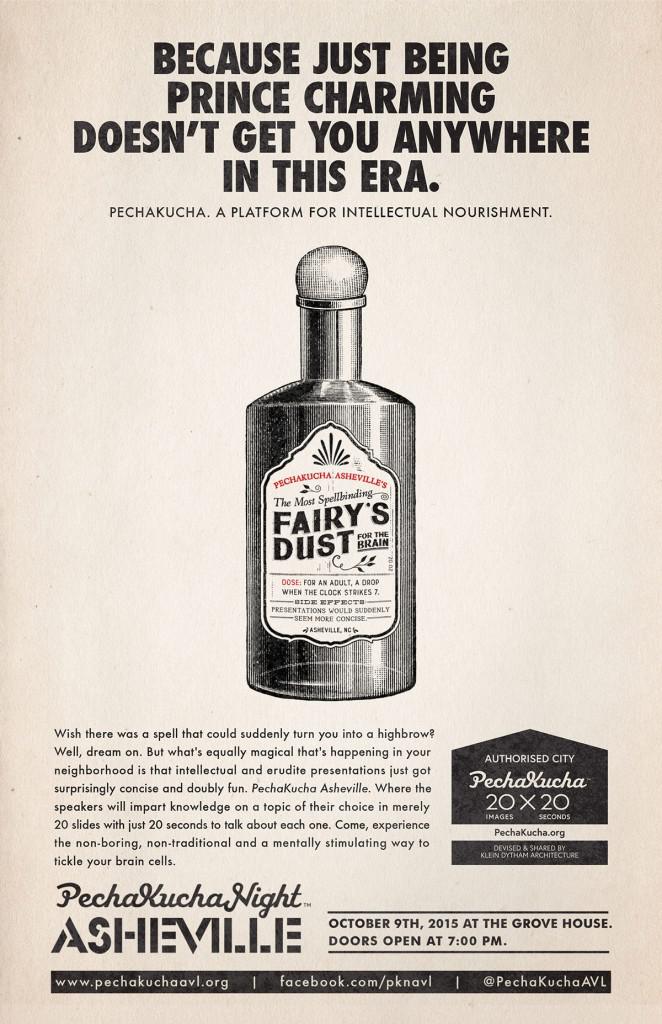 BECAUSE JUST BEING
PRINCE CHARMING
DOESN'T GET YOU ANYWHERE
IN THIS ERA.
PECHAKUCHA. A PLATFORM FOR INTELLECTUAL NOURISHMENT.
PECHAKUCHA ASHEVILLE'S
The Most Spellbinding
FAIRY'S
DUST FOR THE BRAIN
DOSE: FOR AN ADULT, A DROP
WHEN THE CLOCK STRIKES 7.
SIDE EFFECTS
PRESENTATIONS WOULD SUDDENLY
SEEM MORE CONCISE.
ASHEVILLE, NC
Wish there was a spell that could suddenly turn you into a highbrow?
Well, dream on. But what's equally magical that's happening in your
neighborhood is that intellectual and erudite presentations just got
surprisingly concise and doubly fun. PechaKucha Asheville. Where the
speakers will impart knowledge on a topic of their choice in merely
20 slides with just 20 seconds to talk about each one. Come, experience
the non-boring, non-traditional and a mentally stimulating way to
tickle your brain cells.
AUTHORISED CITY
PechaKucha™
20 X 20
IMAGES SECONDS
PechaKucha.org
DEVISED & SHARED BY
KLEIN DYTHAM ARCHITECTURE
PechaKucha Night™
ASHEVILLE
OCTOBER 9TH, 2015 AT THE GROVE HOUSE.
DOORS OPEN AT 7:00 PM.
www.pechakuchaavl.org | facebook.com/pknavl | @PechaKuchaAVL